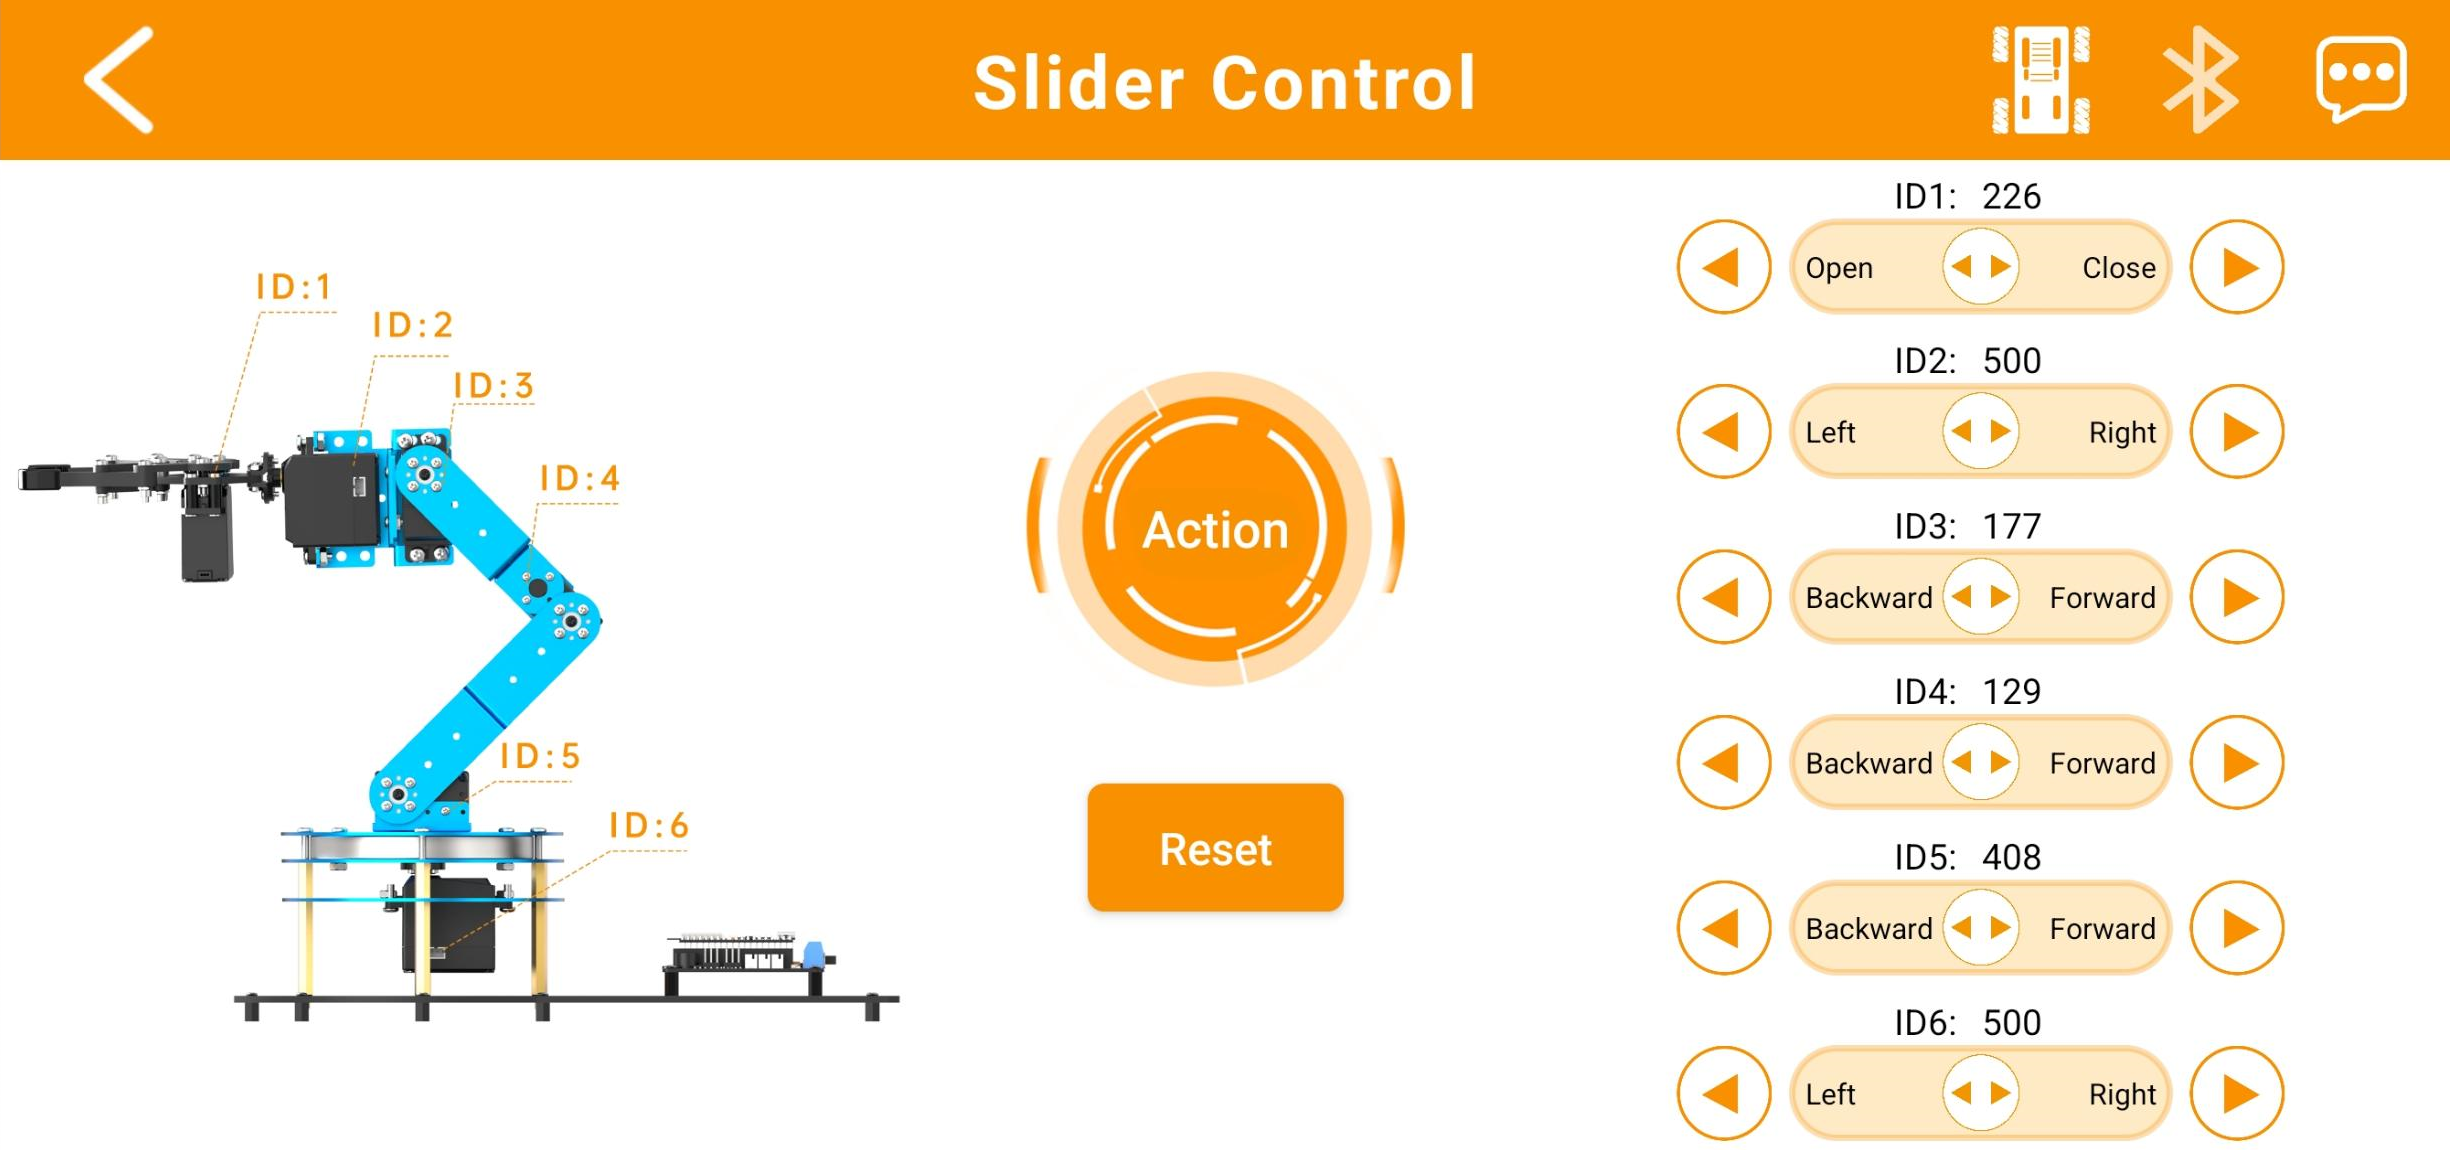 Slider Control
ID:1
ID:2
ID:3
ID:4
ID:5
ID:6
Action
Reset
ID1: 226
Open Close
ID2: 500
Left Right
ID3: 177
Backward Forward
ID4: 129
Backward Forward
ID5: 408
Backward Forward
ID6: 500
Left Right